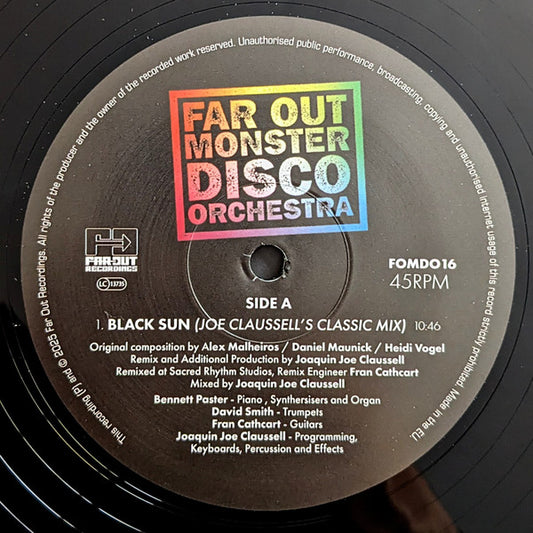 This recording (P) and © 2025 Far Out Recordings. All rights of the producer and the owner of the recorded work reserved. Unauthorised public performance, broadcasting, copying and unauthorised internet usage of this record strictly prohibited. Made in the EU
FAR OUT
MONSTER
DISCO
ORCHESTRA
FAR-OUT
RECORDINGS
LC 13735
FOMDO16
45RPM
SIDE A
1. BLACK SUN (JOE CLAUSSELL'S CLASSIC MIX) 10:46
Original composition by Alex Malheiros / Daniel Maunick / Heidi Vogel
Remix and Additional Production by Joaquin Joe Claussell
Remixed at Sacred Rhythm Studios, Remix Engineer Fran Cathcart
Mixed by Joaquin Joe Claussell
Bennett Paster - Piano , Synthersisers and Organ
David Smith - Trumpets
Fran Cathcart - Guitars
Joaquin Joe Claussell - Programming,
Keyboards, Percussion and Effects